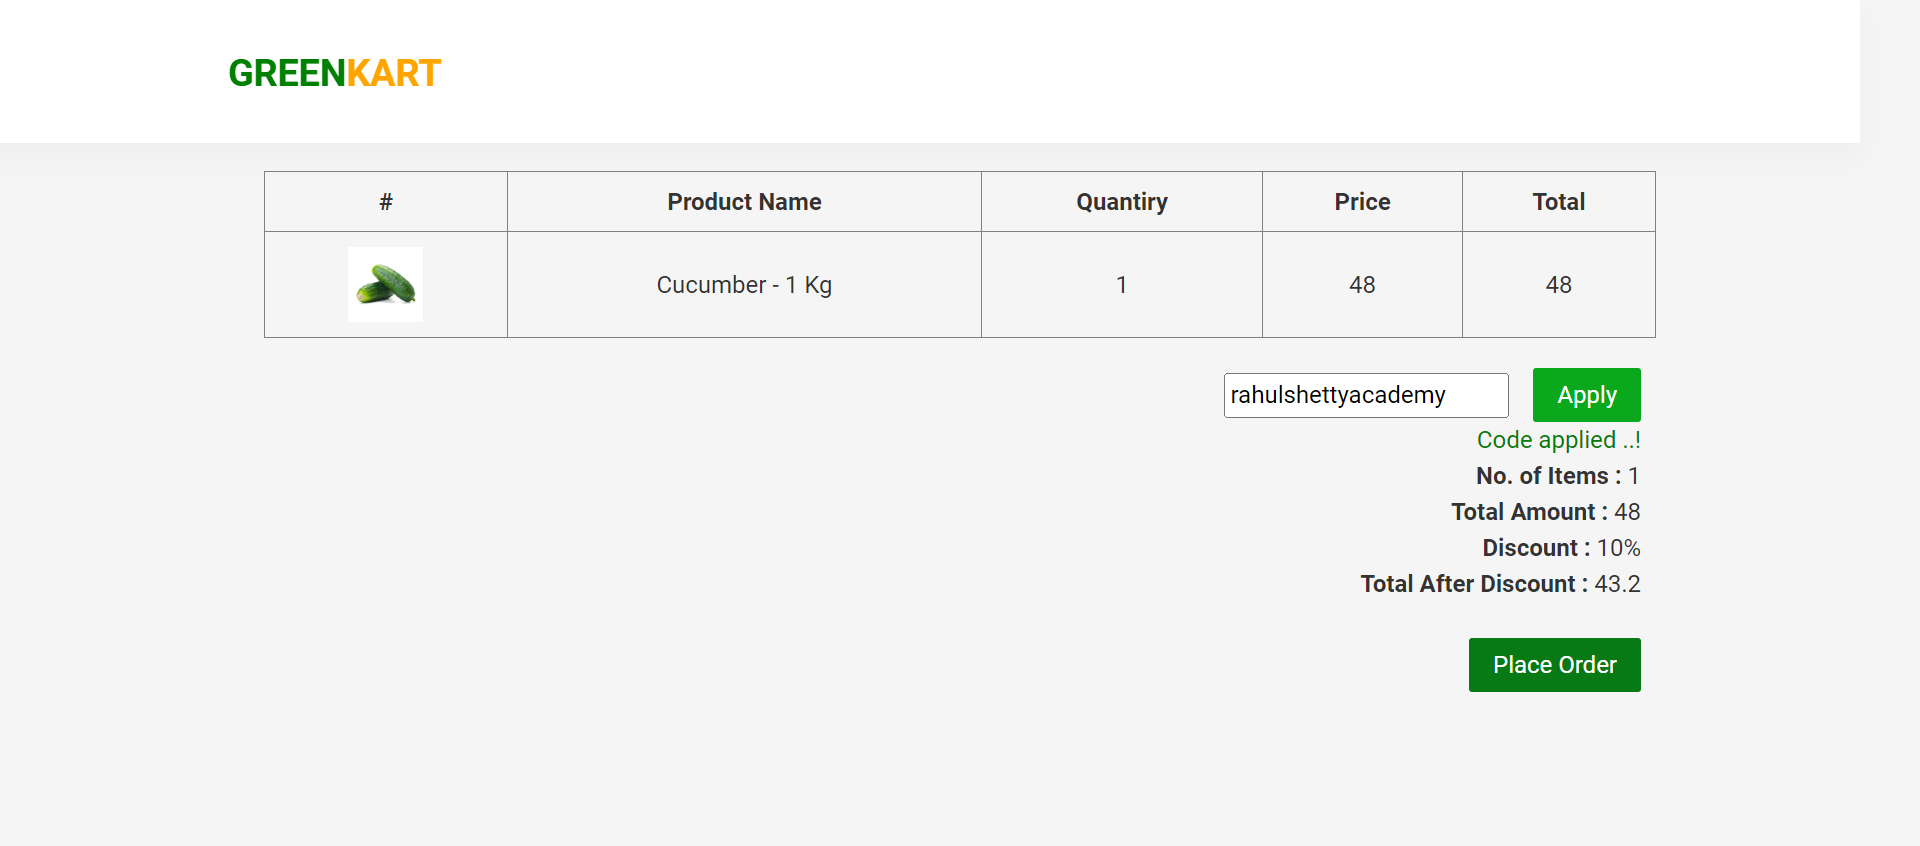 GREENKART
# Product Name Quantiry Price Total
Cucumber - 1 Kg 1 48 48
rahulshettyacademy Apply
Code applied ..!
No. of Items : 1
Total Amount : 48
Discount : 10%
Total After Discount : 43.2
Place Order